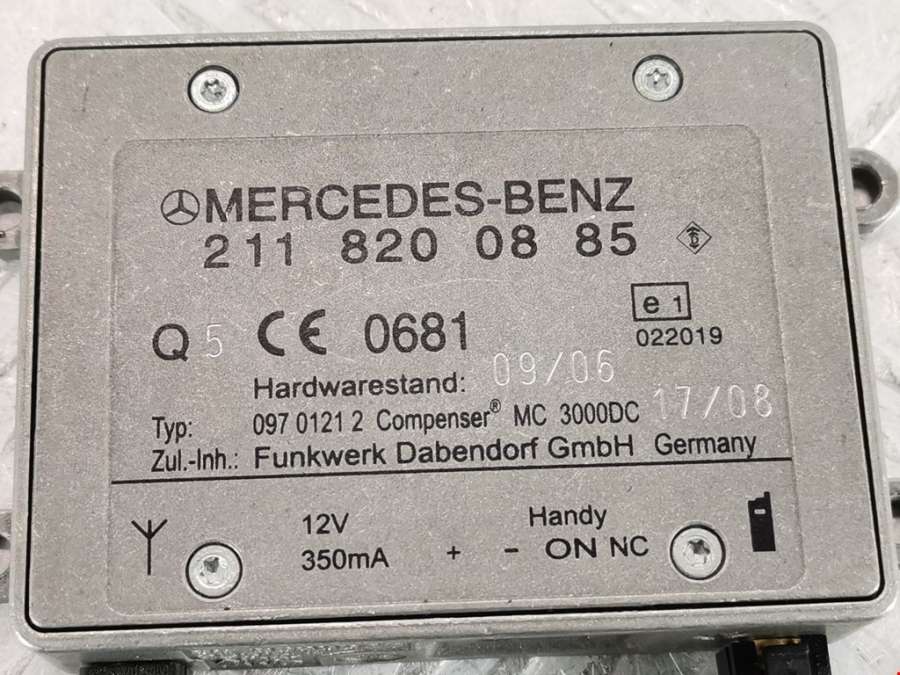 MERCEDES-BENZ
211 820 08 85
e 1
Q 5 CE 0681
022019
Hardwarestand: 09/06
17/08
Typ: 097 0121 2 Compenser® MC 3000DC
Zul.-Inh.: Funkwerk Dabendorf GmbH Germany
12V Handy
350mA + - ON NC